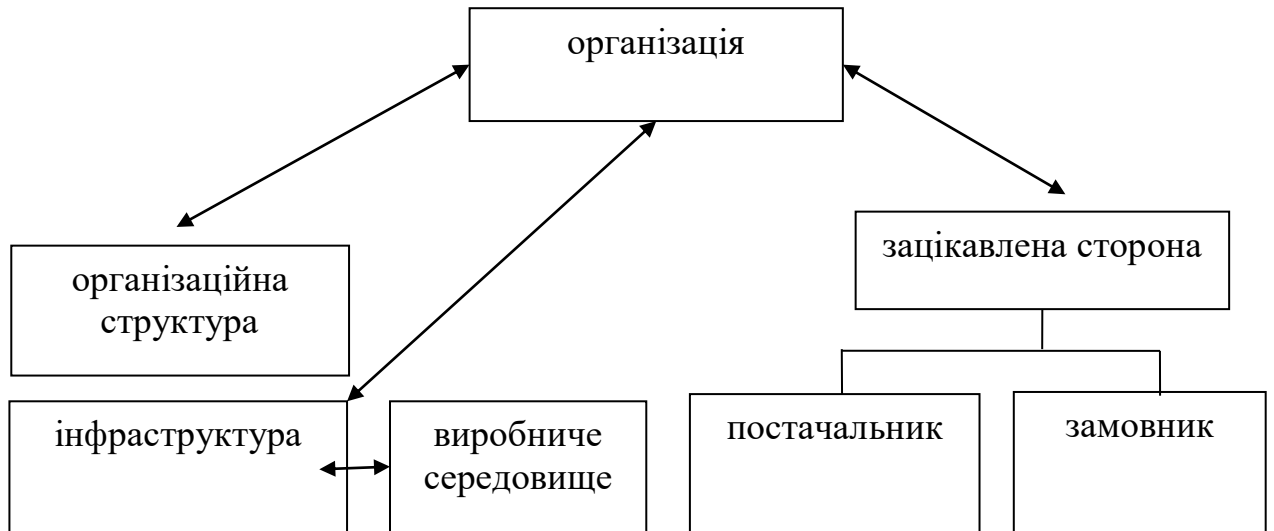 організація
зацікавлена сторона
організаційна
структура
інфраструктура
виробниче
середовище
постачальник
замовник